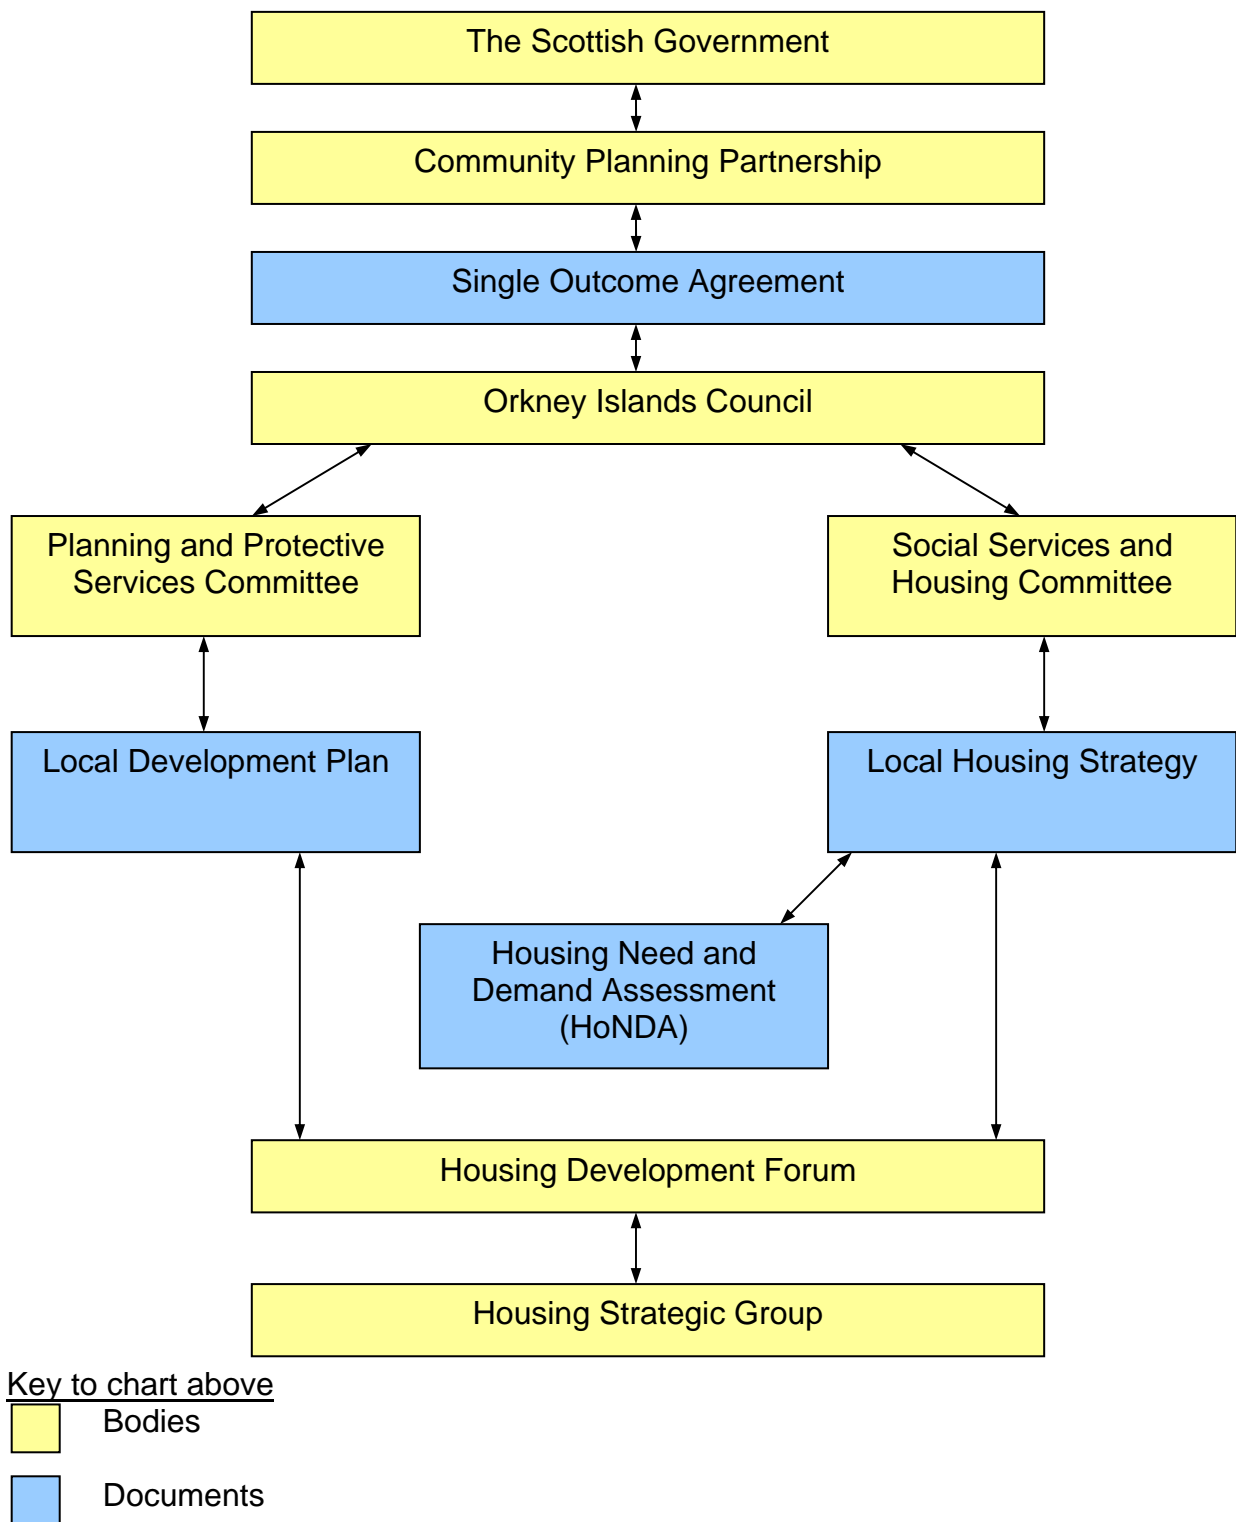 The Scottish Government
Community Planning Partnership
Single Outcome Agreement
Orkney Islands Council
Planning and Protective
Services Committee
Social Services and
Housing Committee
Local Development Plan
Local Housing Strategy
Housing Need and
Demand Assessment
(HoNDA)
Housing Development Forum
Housing Strategic Group
Key to chart above
Bodies
Documents